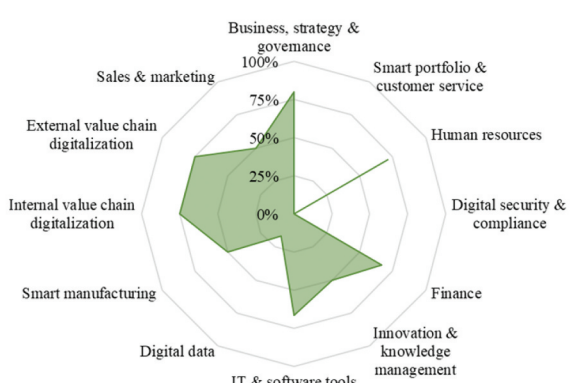 Business, strategy &
governance
100%
Smart portfolio &
customer service
Sales & marketing
75%
External value chain
digitalization
Human resources
50%
25%
Internal value chain
digitalization
0%
Digital security &
compliance
Smart manufacturing
Finance
Digital data
Innovation &
knowledge
management
IT & software tools